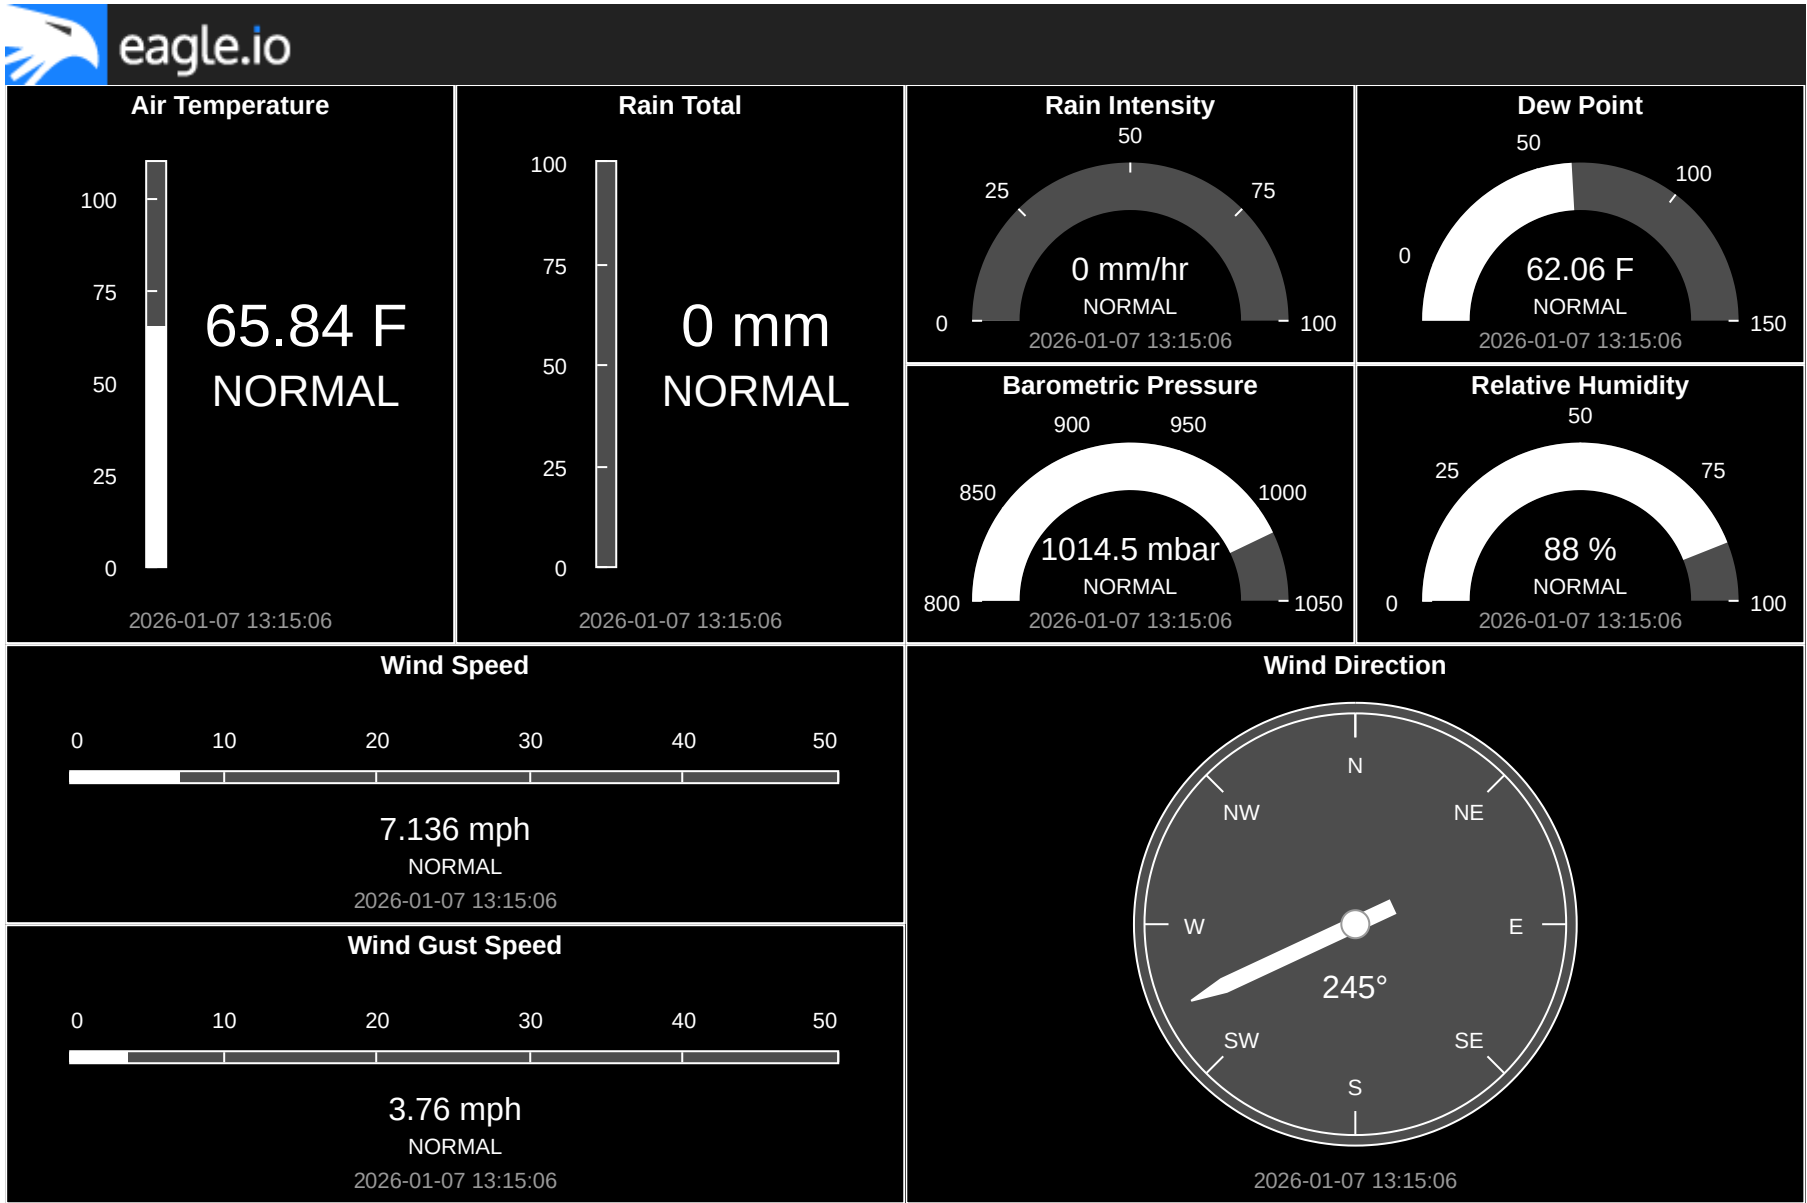 eagle.io
Air Temperature
100
75
50
25
0
65.84 F
NORMAL
2026-01-07 13:15:06
Rain Total
100
75
50
25
0
0 mm
NORMAL
2026-01-07 13:15:06
Rain Intensity
50
25
75
0
100
0 mm/hr
NORMAL
2026-01-07 13:15:06
Dew Point
50
100
0
150
62.06 F
NORMAL
2026-01-07 13:15:06
Barometric Pressure
900
950
850
1000
800
1050
1014.5 mbar
NORMAL
2026-01-07 13:15:06
Relative Humidity
50
25
75
0
100
88 %
NORMAL
2026-01-07 13:15:06
Wind Speed
0 10 20 30 40 50
7.136 mph
NORMAL
2026-01-07 13:15:06
Wind Gust Speed
0 10 20 30 40 50
3.76 mph
NORMAL
2026-01-07 13:15:06
Wind Direction
N
NW
NE
W
E
245°
SW
SE
S
2026-01-07 13:15:06